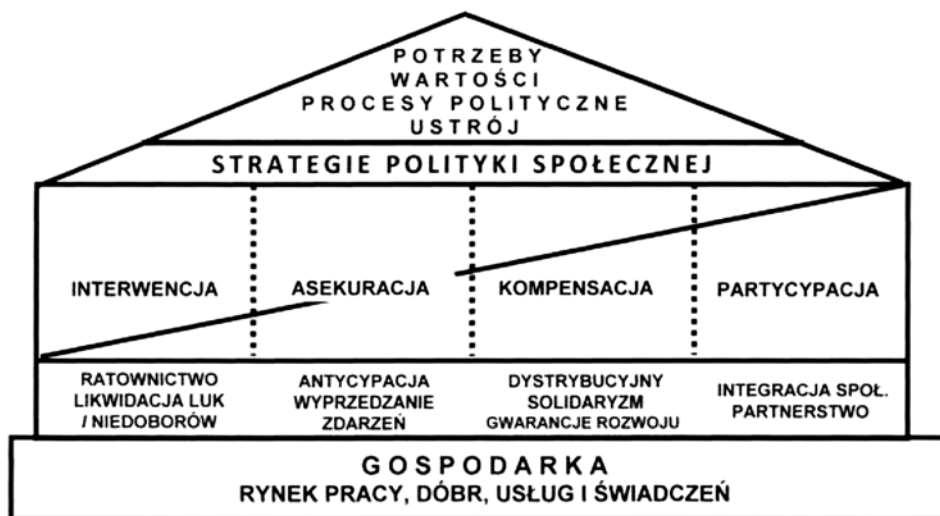 POTRZEBY
WARTOŚCI
PROCESY POLITYCZNE
USTRÓJ
STRATEGIE POLITYKI SPOŁECZNEJ
INTERWENCJA
ASEKURACJA
KOMPENSACJA
PARTYCYPACJA
RATOWNICTWO
LIKWIDACJA LUK
I NIEDOBORÓW
ANTYCYPACJA
WYPRZEDZANIE
ZDARZEŃ
DYSTRYBUCYJNY
SOLIDARYZM
GWARANCJE ROZWOJU
INTEGRACJA SPOŁ.
PARTNERSTWO
GOSPODARKA
RYNEK PRACY, DÓBR, USŁUG I ŚWIADCZEŃ